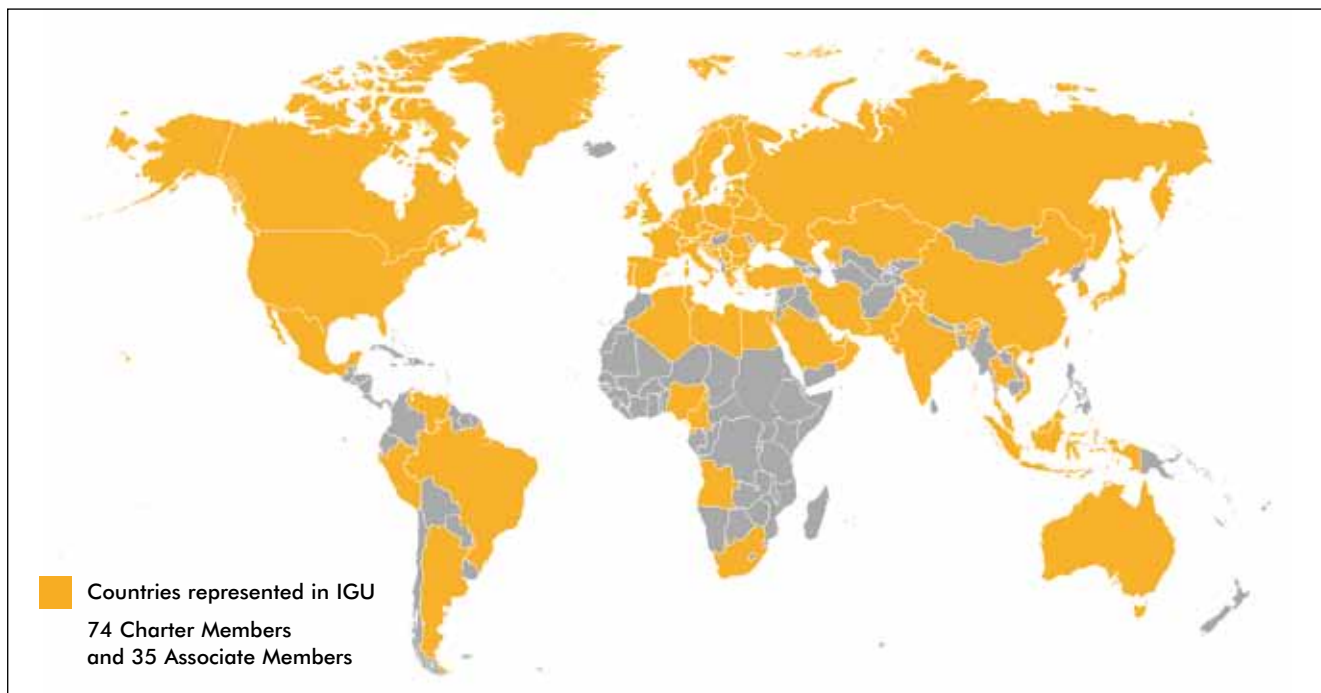 Countries represented in IGU
74 Charter Members
and 35 Associate Members